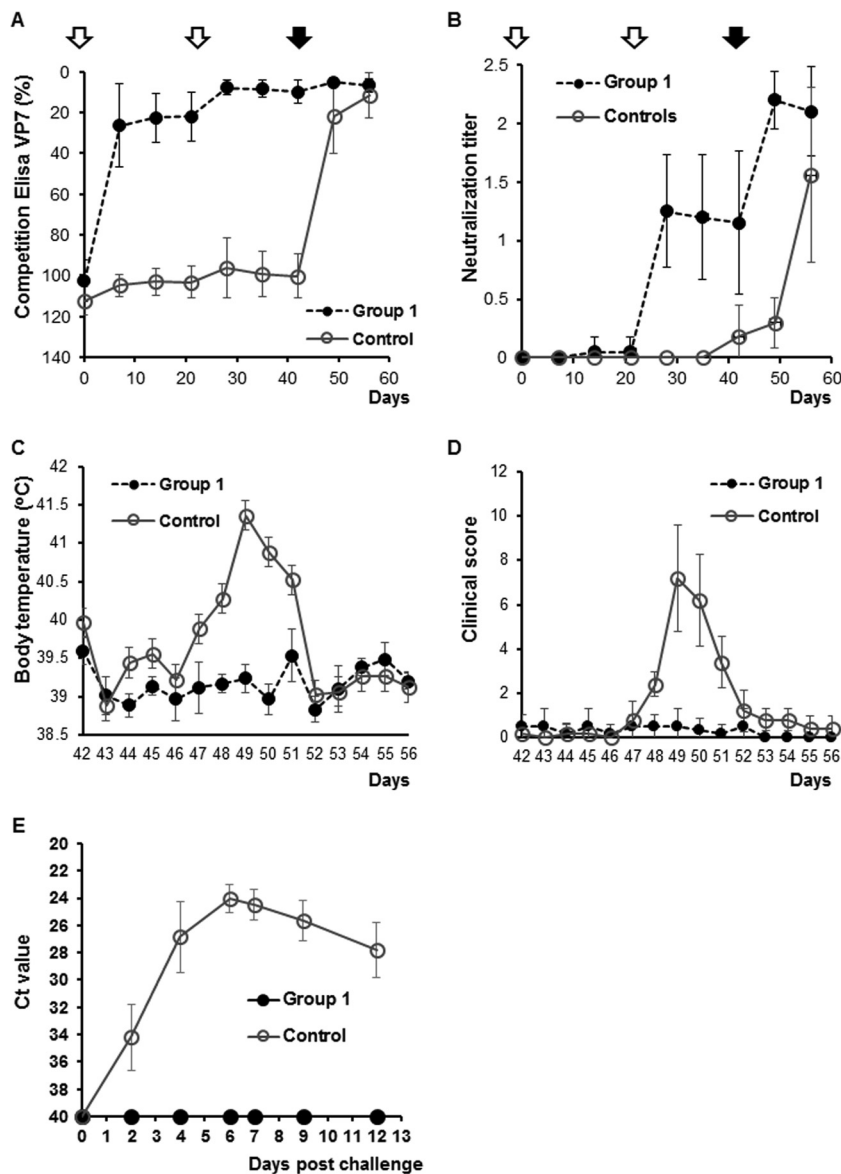 A
Competition Elisa VP7 (%)
0
20
40
60
80
100
120
140
Group 1
Control
0 10 20 30 40 50 60
Days
B
Neutralization titer
2.5
2
1.5
1
0.5
0
Group 1
Controls
0 10 20 30 40 50 60
Days
C
Body temperature (ºC)
42
41.5
41
40.5
40
39.5
39
38.5
Group 1
Control
42 43 44 45 46 47 48 49 50 51 52 53 54 55 56
Days
D
Clinical score
12
10
8
6
4
2
0
Group 1
Control
42 43 44 45 46 47 48 49 50 51 52 53 54 55 56
Days
E
Ct value
20
22
24
26
28
30
32
34
36
38
40
Group 1
Control
0 1 2 3 4 5 6 7 8 9 10 11 12 13
Days post challenge